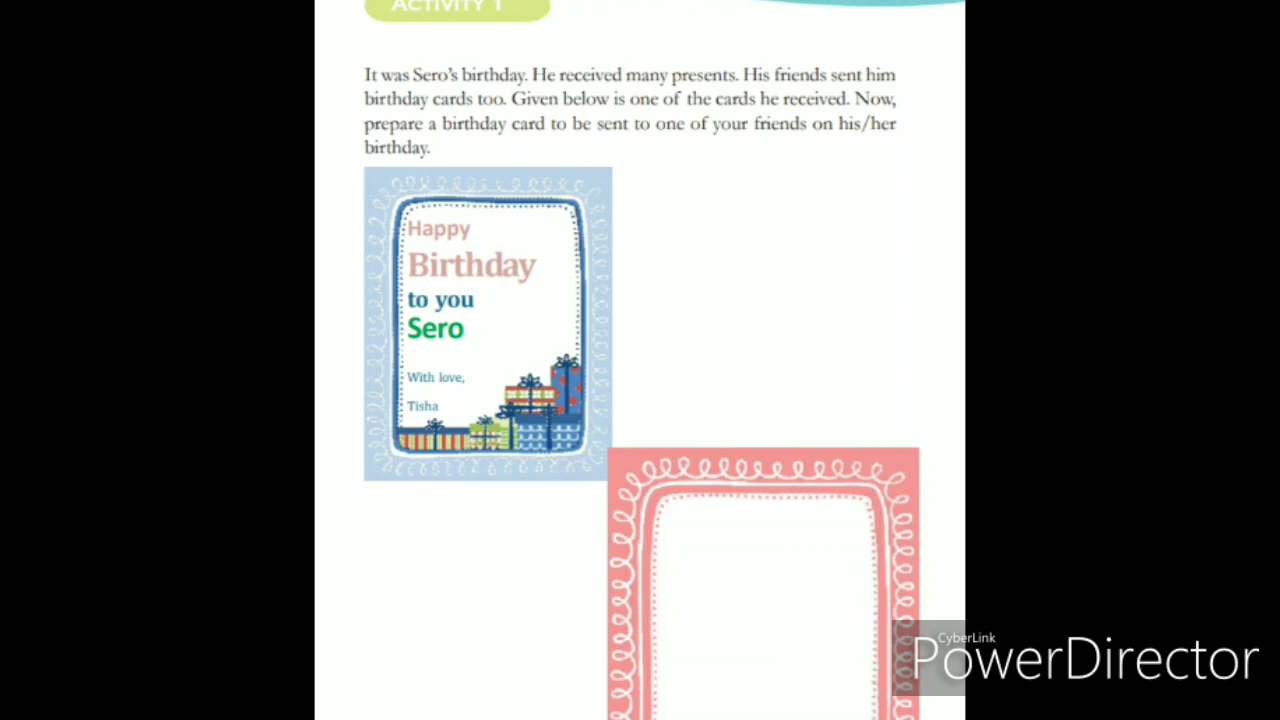 ACTIVITY 1
It was Sero's birthday. He received many presents. His friends sent him
birthday cards too. Given below is one of the cards he received. Now,
prepare a birthday card to be sent to one of your friends on his/her
birthday.
Happy
Birthday
to you
Sero
With love,
Tisha
CyberLink
PowerDirector